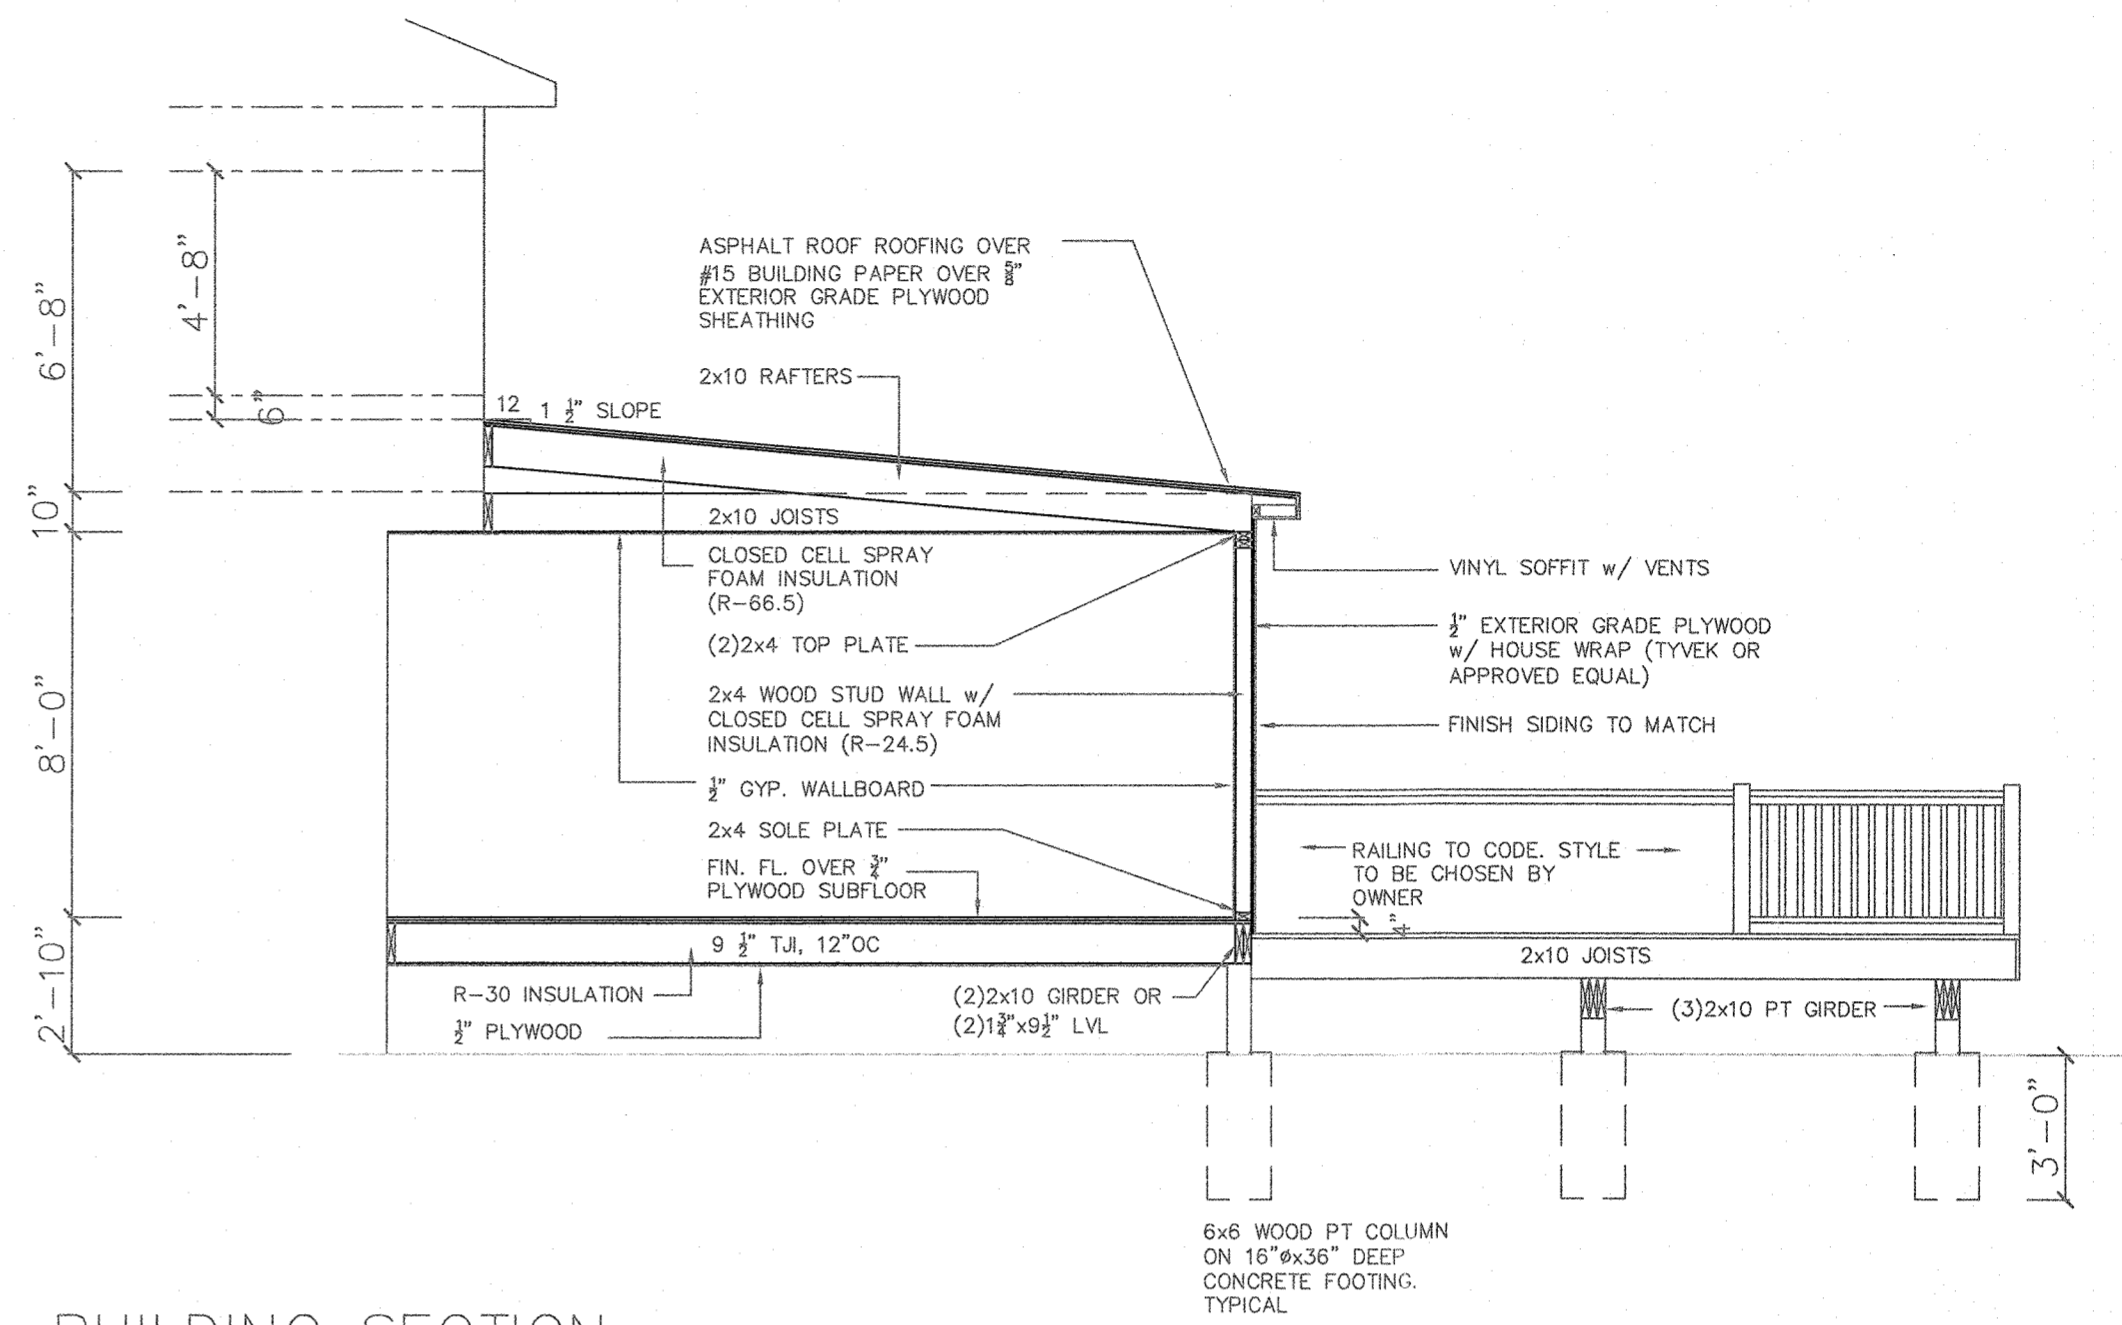 6'-8"
4'-8"
6"
10"
8'-0"
2'-10"
ASPHALT ROOF ROOFING OVER
#15 BUILDING PAPER OVER 5/8"
EXTERIOR GRADE PLYWOOD
SHEATHING
2x10 RAFTERS
12
1 1/2" SLOPE
2x10 JOISTS
CLOSED CELL SPRAY
FOAM INSULATION
(R-66.5)
(2)2x4 TOP PLATE
2x4 WOOD STUD WALL w/
CLOSED CELL SPRAY FOAM
INSULATION (R-24.5)
1/2" GYP. WALLBOARD
2x4 SOLE PLATE
FIN. FL. OVER 3/4"
PLYWOOD SUBFLOOR
9 1/2" TJI, 12"OC
R-30 INSULATION
1/2" PLYWOOD
(2)2x10 GIRDER OR
(2)1 3/4"x9 1/2" LVL
VINYL SOFFIT w/ VENTS
1/2" EXTERIOR GRADE PLYWOOD
w/ HOUSE WRAP (TYVEK OR
APPROVED EQUAL)
FINISH SIDING TO MATCH
RAILING TO CODE. STYLE
TO BE CHOSEN BY
OWNER
4"
2x10 JOISTS
(3)2x10 PT GIRDER
3'-0"
6x6 WOOD PT COLUMN
ON 16"øx36" DEEP
CONCRETE FOOTING.
TYPICAL
BUILDING SECTION